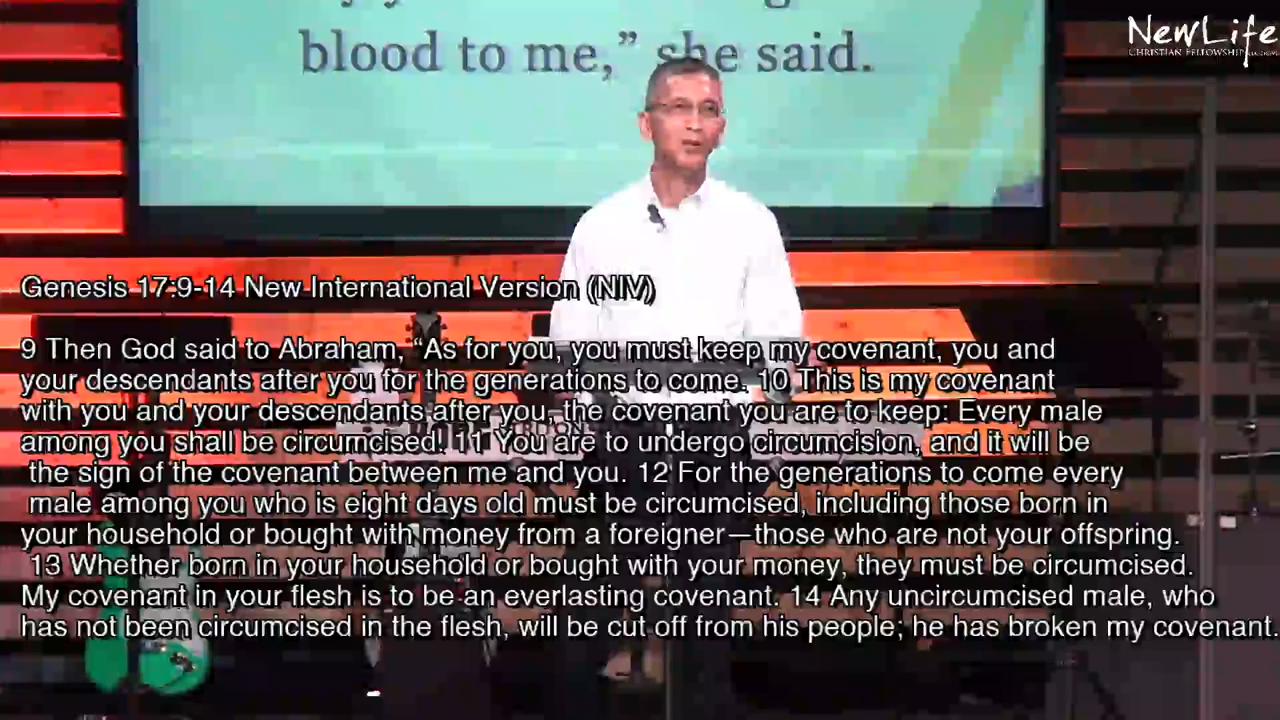 blood to me,” she said.
NewLife
CHRISTIAN FELLOWSHIP
Genesis 17:9-14 New International Version (NIV)
9 Then God said to Abraham, “As for you, you must keep my covenant, you and
your descendants after you for the generations to come. 10 This is my covenant
with you and your descendants after you, the covenant you are to keep: Every male
among you shall be circumcised. 11 You are to undergo circumcision, and it will be
the sign of the covenant between me and you. 12 For the generations to come every
male among you who is eight days old must be circumcised, including those born in
your household or bought with money from a foreigner—those who are not your offspring.
13 Whether born in your household or bought with your money, they must be circumcised.
My covenant in your flesh is to be an everlasting covenant. 14 Any uncircumcised male, who
has not been circumcised in the flesh, will be cut off from his people; he has broken my covenant.